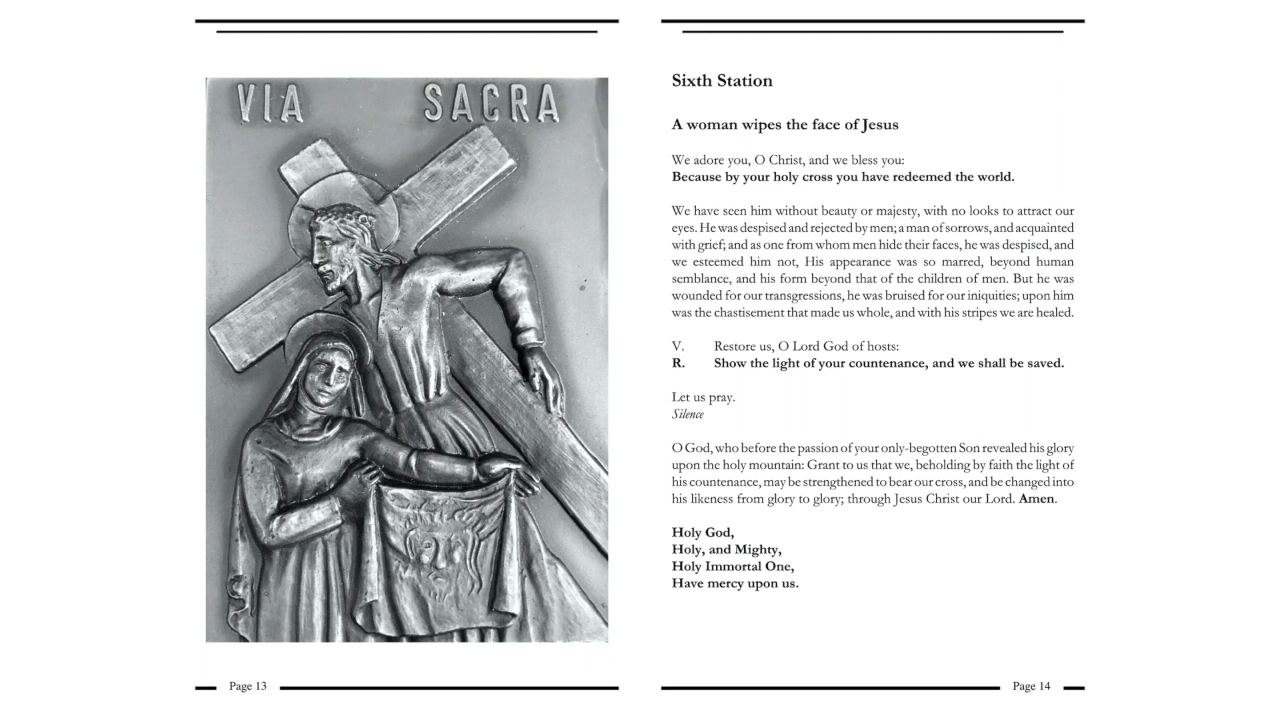 VIA SACRA
Page 13
Sixth Station
A woman wipes the face of Jesus
We adore you, O Christ, and we bless you:
Because by your holy cross you have redeemed the world.
We have seen him without beauty or majesty, with no looks to attract our
eyes. He was despised and rejected by men; a man of sorrows, and acquainted
with grief; and as one from whom men hide their faces, he was despised, and
we esteemed him not, His appearance was so marred, beyond human
semblance, and his form beyond that of the children of men. But he was
wounded for our transgressions, he was bruised for our iniquities; upon him
was the chastisement that made us whole, and with his stripes we are healed.
V. Restore us, O Lord God of hosts:
R. Show the light of your countenance, and we shall be saved.
Let us pray.
Silence
O God, who before the passion of your only-begotten Son revealed his glory
upon the holy mountain: Grant to us that we, beholding by faith the light of
his countenance, may be strengthened to bear our cross, and be changed into
his likeness from glory to glory; through Jesus Christ our Lord. Amen.
Holy God,
Holy, and Mighty,
Holy Immortal One,
Have mercy upon us.
Page 14